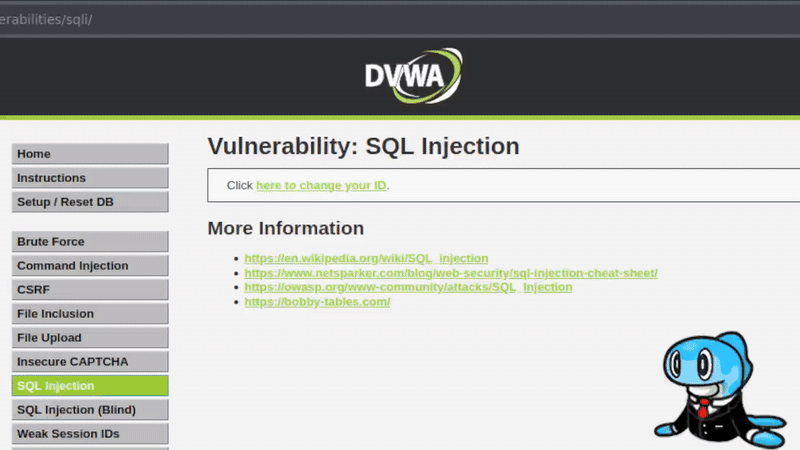 erabilities/sqli/
DVWA
Vulnerability: SQL Injection
Home
Instructions
Setup / Reset DB
Brute Force
Command Injection
CSRF
File Inclusion
File Upload
Insecure CAPTCHA
SQL Injection
SQL Injection (Blind)
Weak Session IDs
Click here to change your ID.
More Information
https://en.wikipedia.org/wiki/SQL_injection
https://www.netsparker.com/blog/web-security/sql-injection-cheat-sheet/
https://owasp.org/www-community/attacks/SQL_Injection
https://bobby-tables.com/